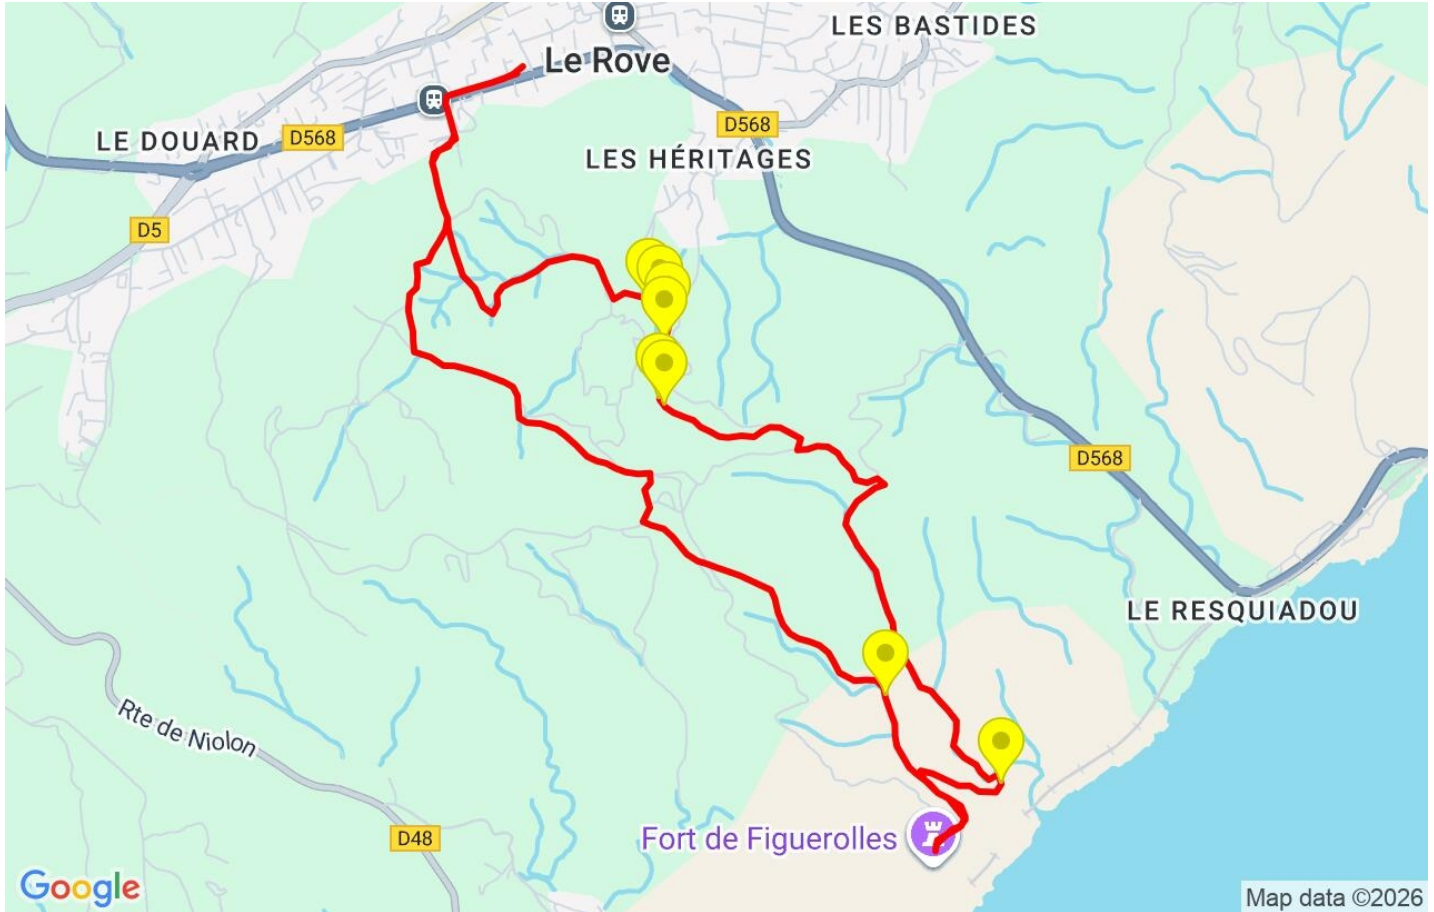 LES BASTIDES
Le Rove
D568
LE DOUARD
D568
LES HÉRITAGES
D5
D568
LE RESQUIADOU
Rte de Niolon
D48
Fort de Figuerolles
Google
Map data ©2026